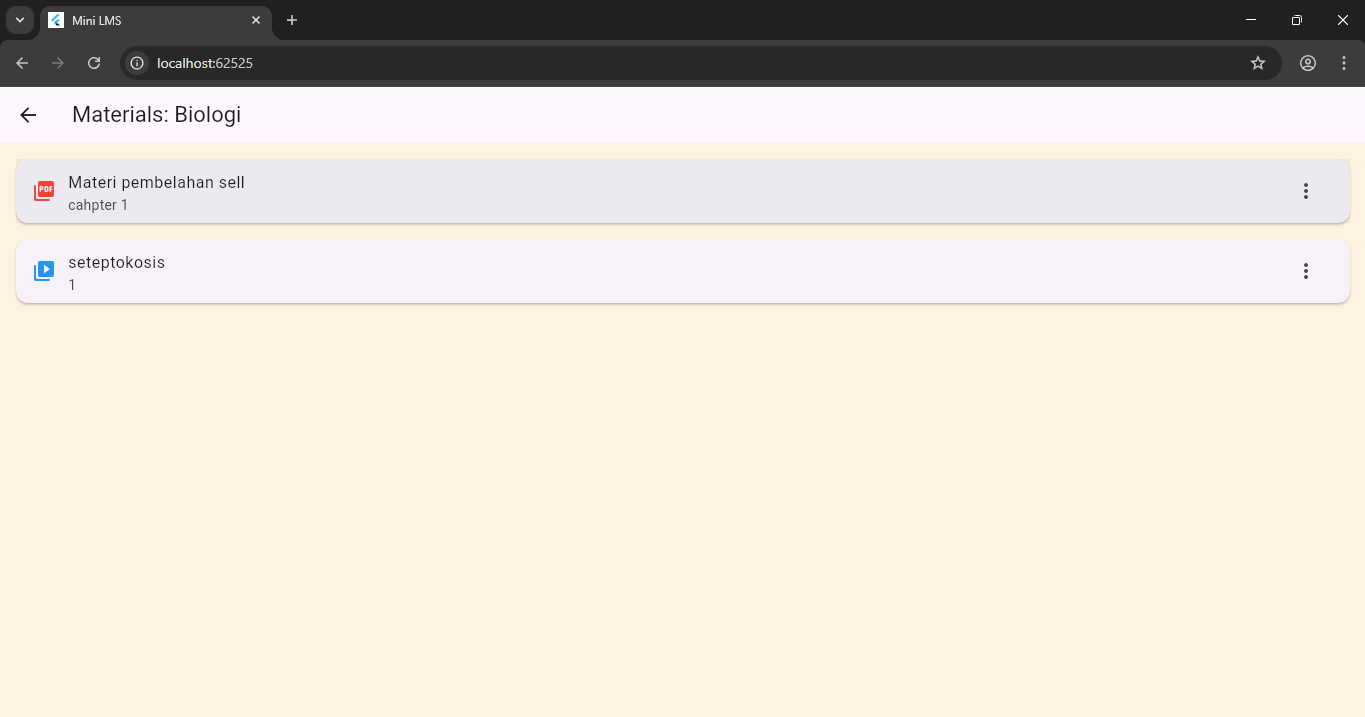 Mini LMS
localhost:62525
Materials: Biologi
PDF
Materi pembelahan sell
cahpter 1
seteptokosis
1